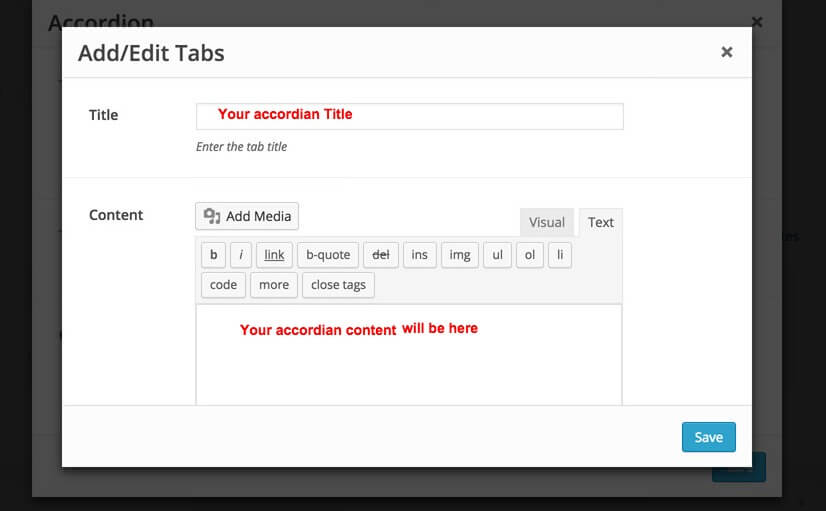 Accordion
×
Add/Edit Tabs
×
Title
Your accordian Title
Enter the tab title
Content
Add Media
Visual Text
b i link b-quote del ins img ul ol li
code more close tags
Your accordian content will be here
Save